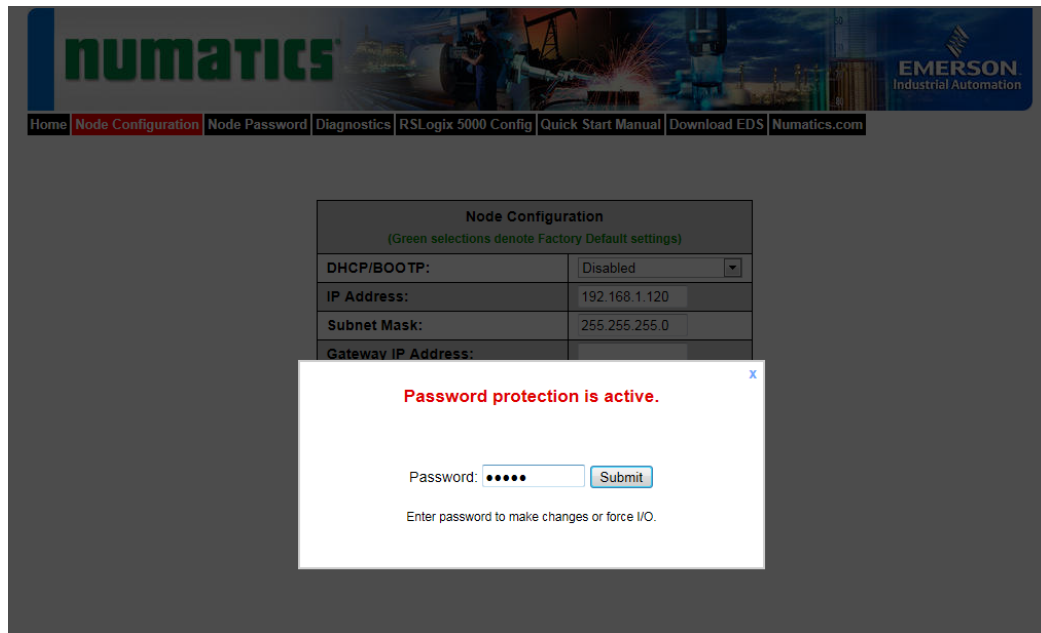 numatics
EMERSON
Industrial Automation
Home Node Configuration Node Password Diagnostics RSLogix 5000 Config Quick Start Manual Download EDS Numatics.com
Node Configuration
(Green selections denote Factory Default settings)
DHCP/BOOTP: Disabled
IP Address: 192.168.1.120
Subnet Mask: 255.255.255.0
Gateway IP Address:
x
Password protection is active.
Password: ●●●●● Submit
Enter password to make changes or force I/O.